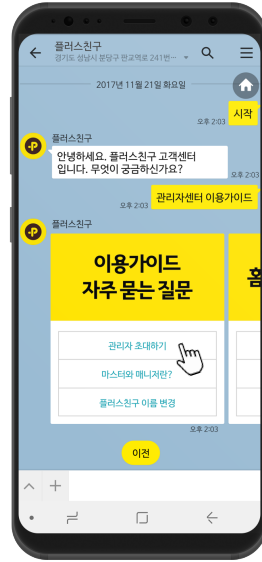 플러스친구
경기도 성남시 분당구 판교역로 241번…
2017년 11월 21일 화요일
시작
오후 2:03
플러스친구
안녕하세요. 플러스친구 고객센터
입니다. 무엇이 궁금하신가요?
오후 2:03
관리자센터 이용가이드
오후 2:03
플러스친구
이용가이드
자주 묻는 질문
홈
관리자 초대하기
마스터와 매니저란?
플러스친구 이름 변경
오후 2:03
이전